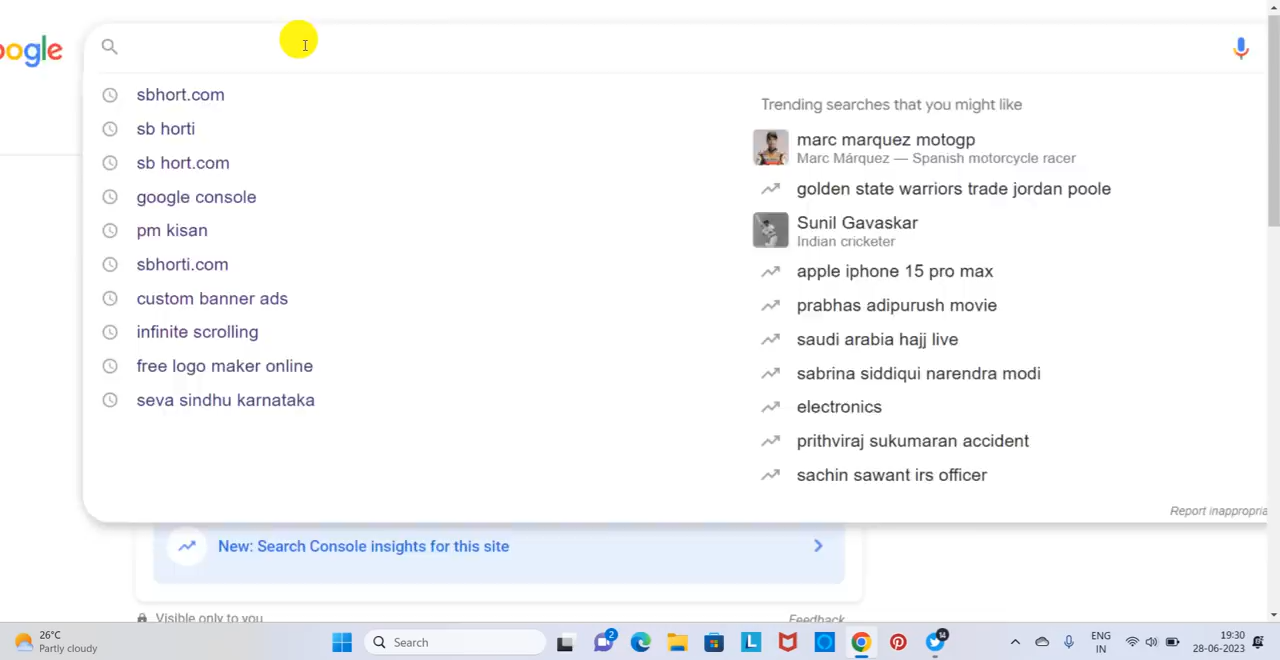 oogle
sbhort.com
sb horti
sb hort.com
google console
pm kisan
sbhorti.com
custom banner ads
infinite scrolling
free logo maker online
seva sindhu karnataka
Trending searches that you might like
marc marquez motogp
Marc Márquez — Spanish motorcycle racer
golden state warriors trade jordan poole
Sunil Gavaskar
Indian cricketer
apple iphone 15 pro max
prabhas adipurush movie
saudi arabia hajj live
sabrina siddiqui narendra modi
electronics
prithviraj sukumaran accident
sachin sawant irs officer
Report inappropria
New: Search Console insights for this site
Visible only to you
Feedback
26°C
Partly cloudy
Search
2
L
14
ENG
IN
19:30
28-06-2023